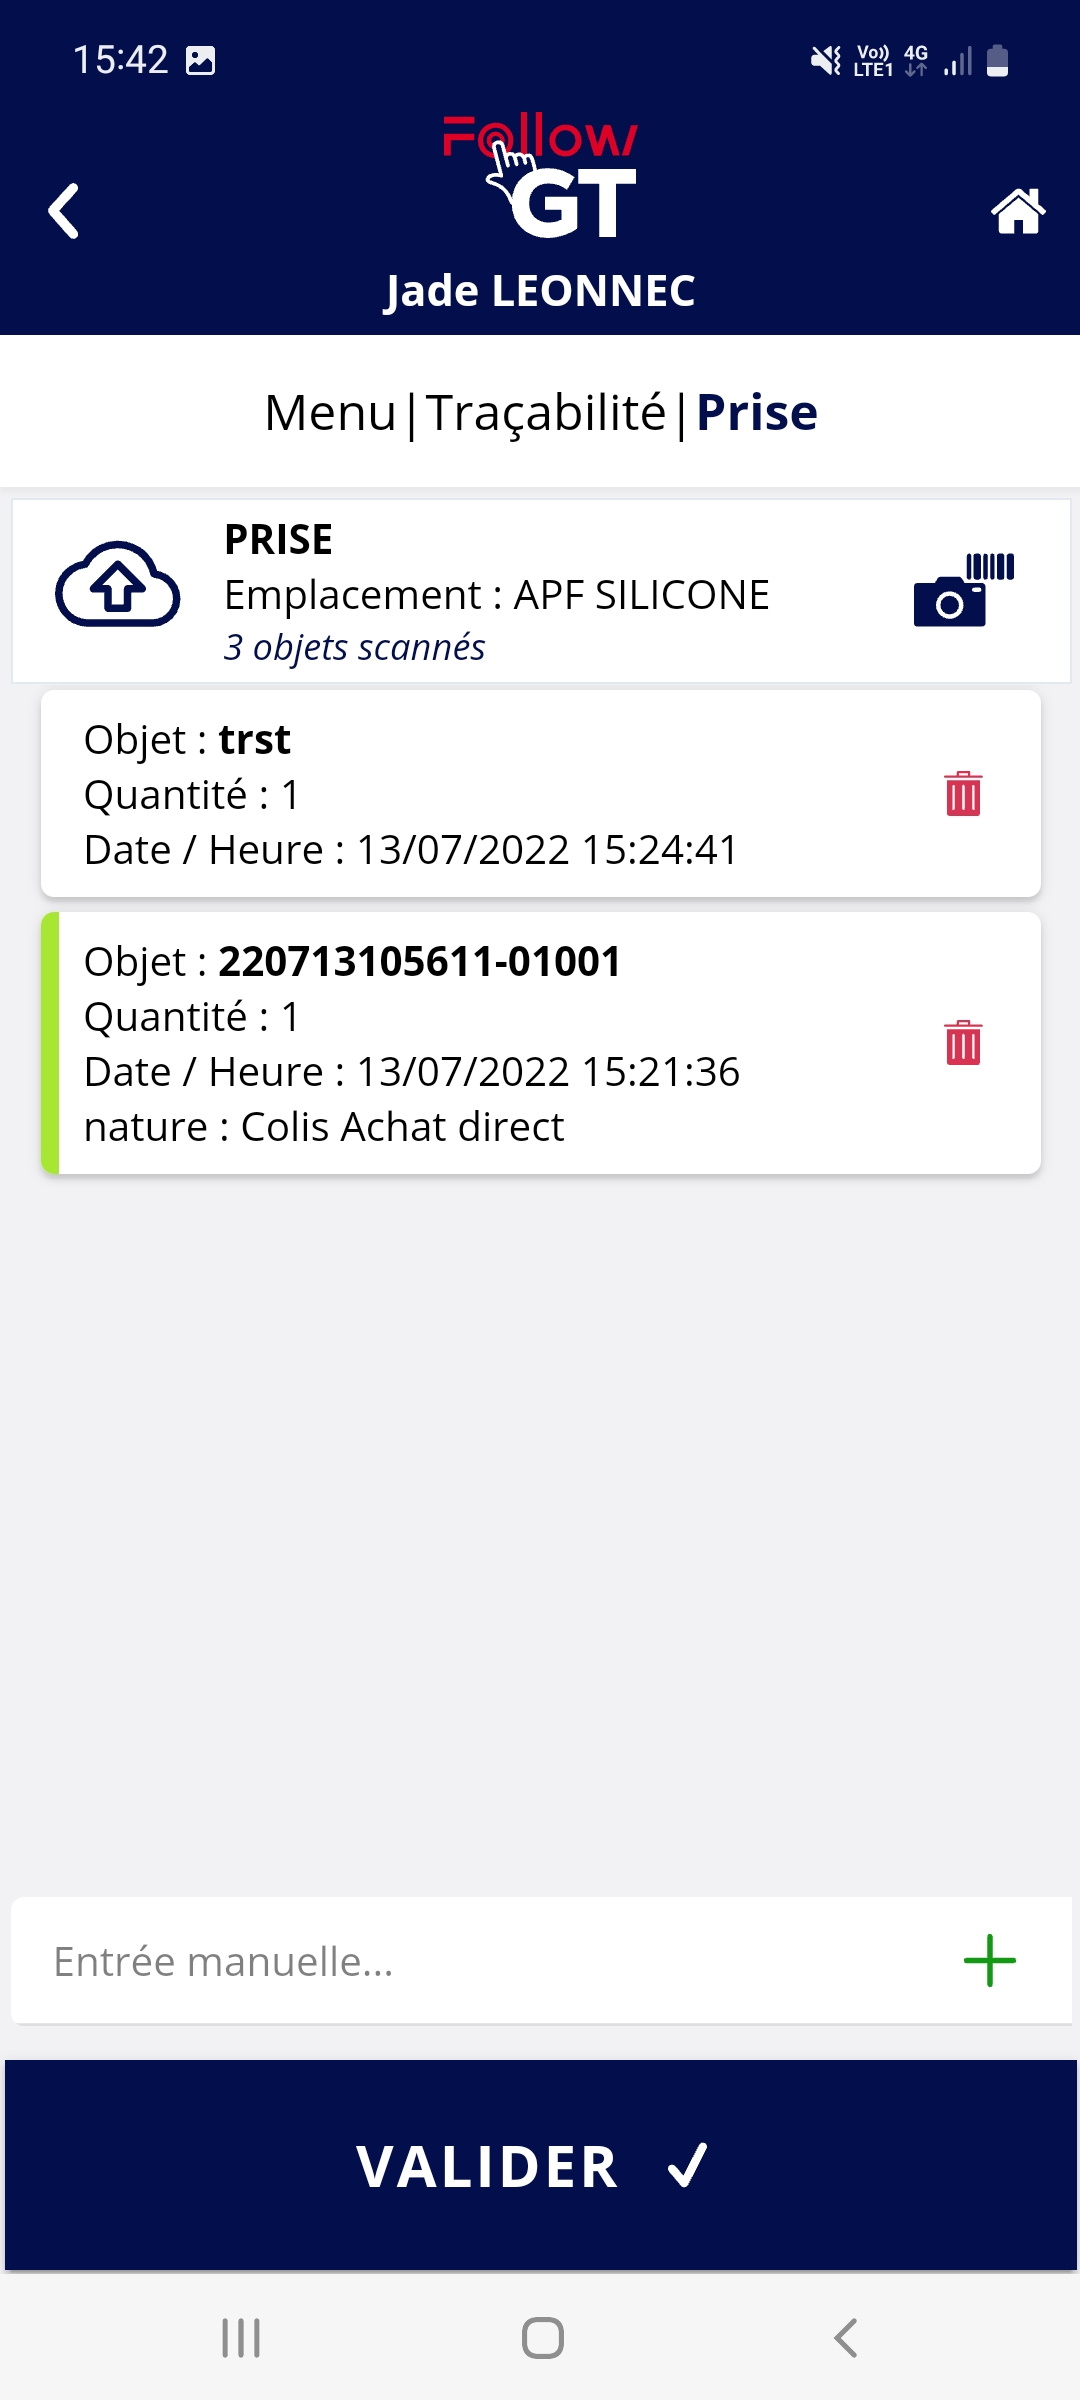 15:42
Vo)) 4G
LTE1
Follow
GT
Jade LEONNEC
Menu|Traçabilité|Prise
PRISE
Emplacement : APF SILICONE
3 objets scannés
Objet : trst
Quantité : 1
Date / Heure : 13/07/2022 15:24:41
Objet : 220713105611-01001
Quantité : 1
Date / Heure : 13/07/2022 15:21:36
nature : Colis Achat direct
Entrée manuelle...
VALIDER